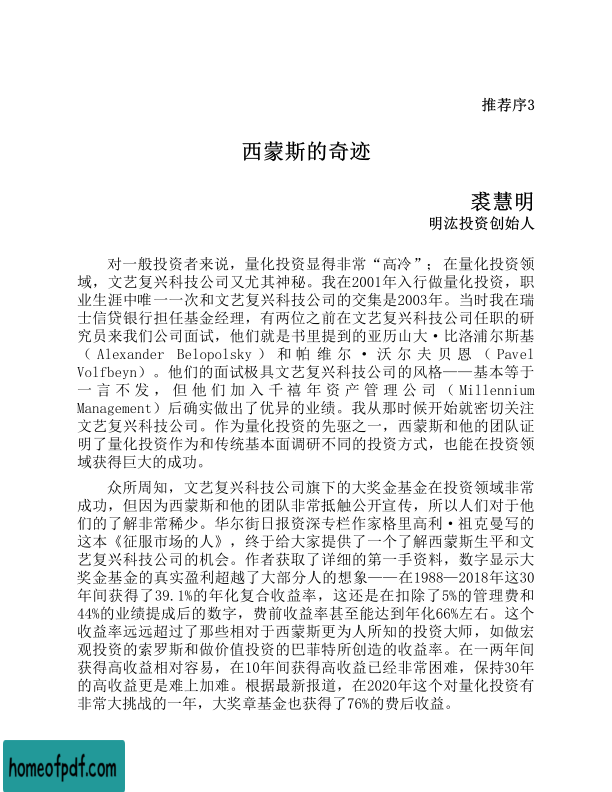 推荐序3
西蒙斯的奇迹
裘慧明
明汯投资创始人
对一般投资者来说，量化投资显得非常“高冷”；在量化投资领
域，文艺复兴科技公司又尤其神秘。我在2001年入行做量化投资，职
业生涯中唯一一次和文艺复兴科技公司的交集是2003年。当时我在瑞
士信贷银行担任基金经理，有两位之前在文艺复兴科技公司任职的研
究员来我们公司面试，他们就是书里提到的亚历山大·比洛浦尔斯基
（Alexander Belopolsky）和帕维尔·沃尔夫贝恩（Pavel
Volfbeyn）。他们的面试极具文艺复兴科技公司的风格——基本等于
一言不发，但他们加入千禧年资产管理公司（Millennium
Management）后确实做出了优异的业绩。我从那时候开始就密切关注
文艺复兴科技公司。作为量化投资的先驱之一，西蒙斯和他的团队证
明了量化投资作为和传统基本面调研不同的投资方式，也能在投资领
域获得巨大的成功。
众所周知，文艺复兴科技公司旗下的大奖金基金在投资领域非常
成功，但因为西蒙斯和他的团队非常抵触公开宣传，所以人们对于他
们的了解非常稀少。华尔街日报资深专栏作家格里高利·祖克曼写的
这本《征服市场的人》，终于给大家提供了一个了解西蒙斯生平和文
艺复兴科技公司的机会。作者获取了详细的第一手资料，数字显示大
奖金基金的真实盈利超越了大部分人的想象——在1988—2018年这30
年间获得了39.1%的年化复合收益率，这还是在扣除了5%的管理费和
44%的业绩提成后的数字，费前收益率甚至能达到年化66%左右。这个
收益率远远超过了那些相对于西蒙斯更为人所知的投资大师，如做宏
观投资的索罗斯和做价值投资的巴菲特所创造的收益率。在一两年间
获得高收益相对容易，在10年间获得高收益已经非常困难，保持30年
的高收益更是难上加难。根据最新报道，在2020年这个对量化投资有
非常大挑战的一年，大奖章基金也获得了76%的费后收益。
homeofpdf.com